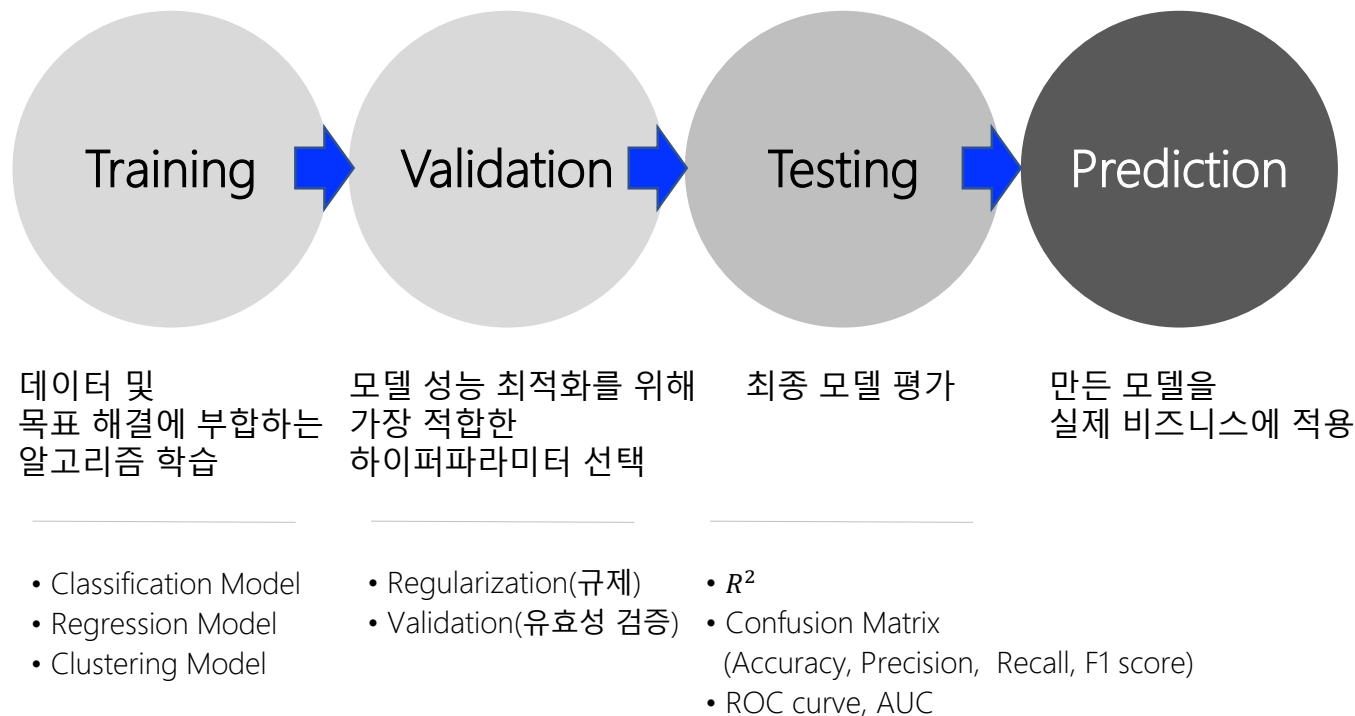 Training
Validation
Testing
Prediction
데이터 및
목표 해결에 부합하는
알고리즘 학습
모델 성능 최적화를 위해
가장 적합한
하이퍼파라미터 선택
최종 모델 평가
만든 모델을
실제 비즈니스에 적용
• Classification Model
• Regression Model
• Clustering Model
• Regularization(규제)
• Validation(유효성 검증)
• R²
• Confusion Matrix
(Accuracy, Precision, Recall, F1 score)
• ROC curve, AUC